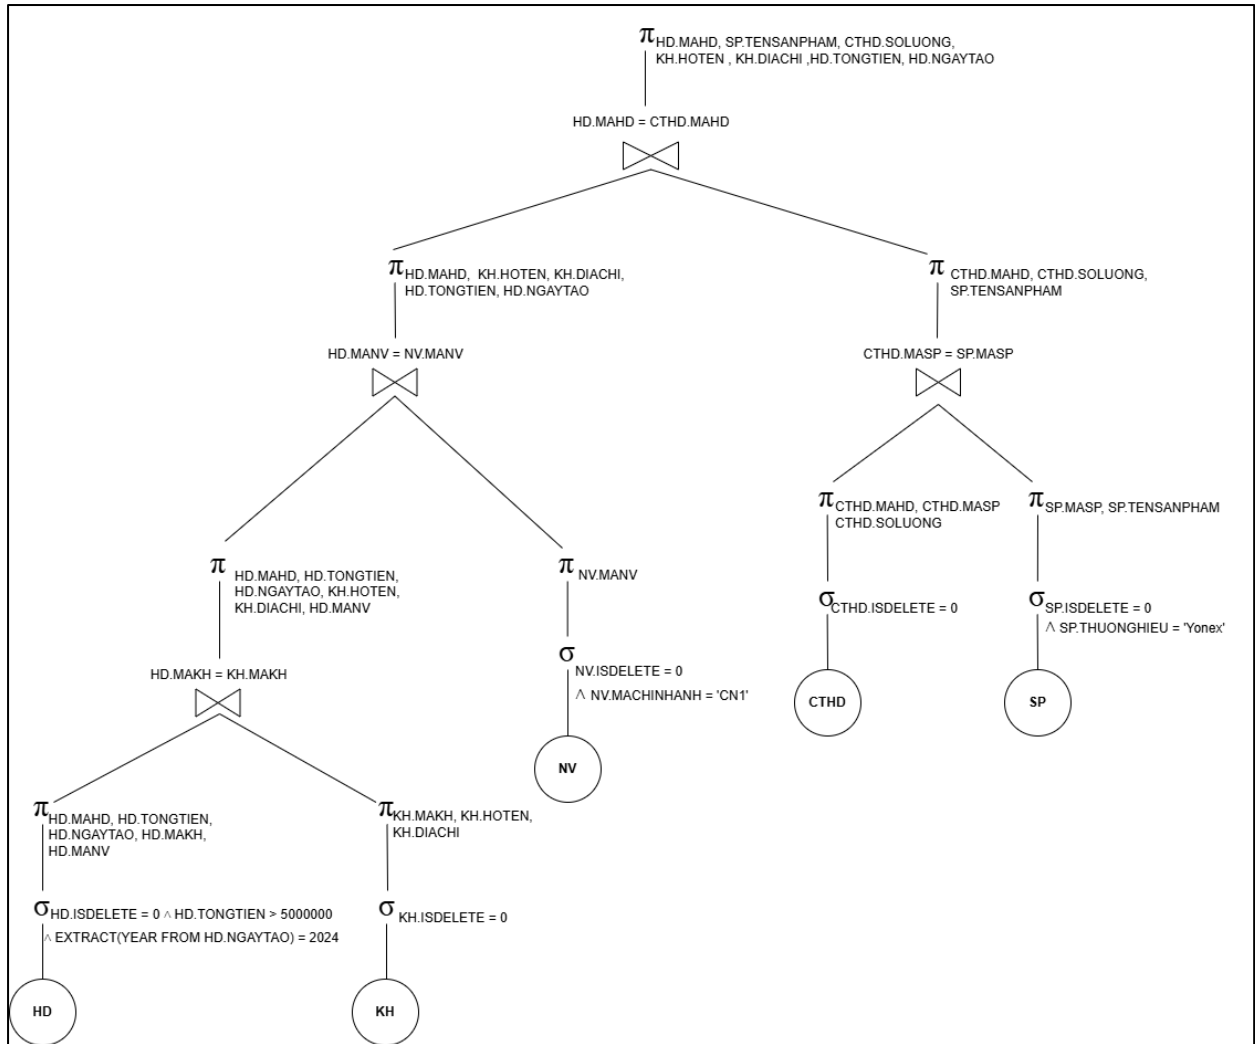 π HD.MAHD, SP.TENSANPHAM, CTHD.SOLUONG,
KH.HOTEN , KH.DIACHI ,HD.TONGTIEN, HD.NGAYTAO
HD.MAHD = CTHD.MAHD
π HD.MAHD, KH.HOTEN, KH.DIACHI,
HD.TONGTIEN, HD.NGAYTAO
π CTHD.MAHD, CTHD.SOLUONG,
SP.TENSANPHAM
HD.MANV = NV.MANV
CTHD.MASP = SP.MASP
π CTHD.MAHD, CTHD.MASP
CTHD.SOLUONG
π SP.MASP, SP.TENSANPHAM
π HD.MAHD, HD.TONGTIEN,
HD.NGAYTAO, KH.HOTEN,
KH.DIACHI, HD.MANV
π NV.MANV
σ CTHD.ISDELETE = 0
σ SP.ISDELETE = 0
∧ SP.THUONGHIEU = 'Yonex'
σ NV.ISDELETE = 0
∧ NV.MACHINHANH = 'CN1'
HD.MAKH = KH.MAKH
CTHD
SP
NV
π HD.MAHD, HD.TONGTIEN,
HD.NGAYTAO, HD.MAKH,
HD.MANV
π KH.MAKH, KH.HOTEN,
KH.DIACHI
σ HD.ISDELETE = 0 ∧ HD.TONGTIEN > 5000000
∧ EXTRACT(YEAR FROM HD.NGAYTAO) = 2024
σ KH.ISDELETE = 0
HD
KH